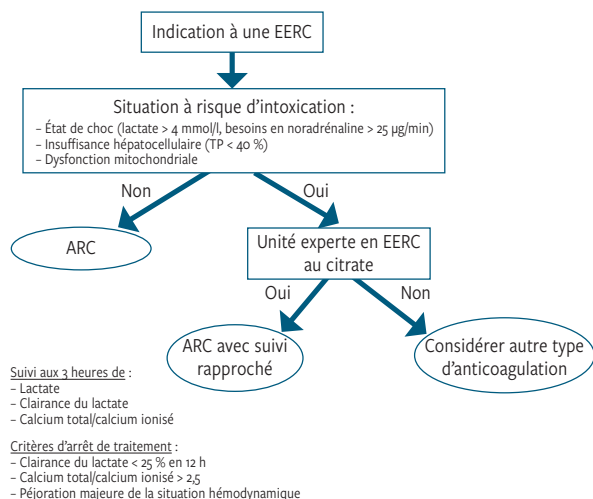 Indication à une EERC
Situation à risque d'intoxication :
– État de choc (lactate > 4 mmol/l, besoins en noradrénaline > 25 µg/min)
– Insuffisance hépatocellulaire (TP < 40 %)
– Dysfonction mitochondriale
Non
Oui
ARC
Unité experte en EERC
au citrate
Oui
Non
ARC avec suivi
rapproché
Considérer autre type
d'anticoagulation
Suivi aux 3 heures de :
– Lactate
– Clairance du lactate
– Calcium total/calcium ionisé
Critères d'arrêt de traitement :
– Clairance du lactate < 25 % en 12 h
– Calcium total/calcium ionisé > 2,5
– Péjoration majeure de la situation hémodynamique